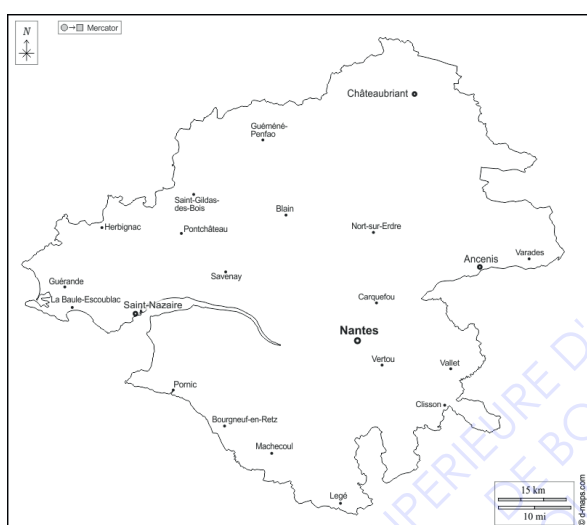 N
Mercator
Châteaubriant
Guéméné-
Penfao
Saint-Gildas-
des-Bois
Blain
Herbignac
Pontchâteau
Nort-sur-Erdre
Ancenis
Varades
Savenay
Guérande
La Baule-Escoublac
Saint-Nazaire
Carquefou
Nantes
Vertou
Vallet
Pornic
Clisson
Bourgneuf-en-Retz
Machecoul
Legé
15 km
10 mi
© d-maps.com